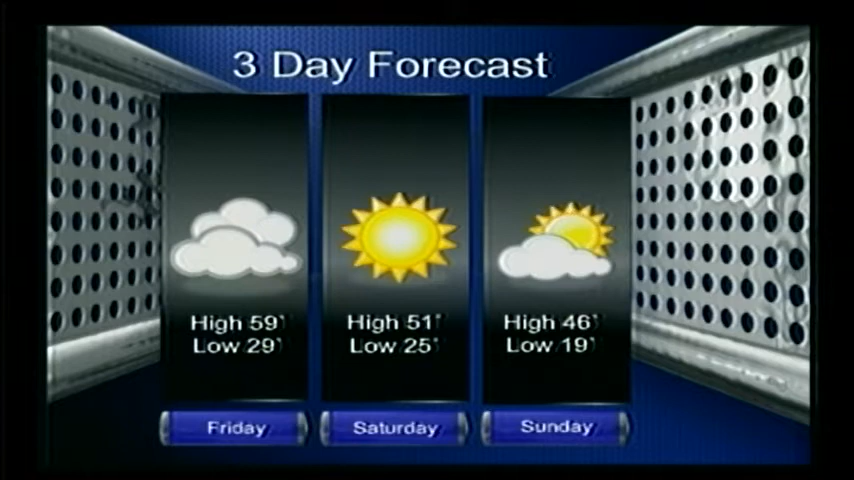 3 Day Forecast
High 59°
Low 29°
High 51°
Low 25°
High 46°
Low 19°
Friday
Saturday
Sunday